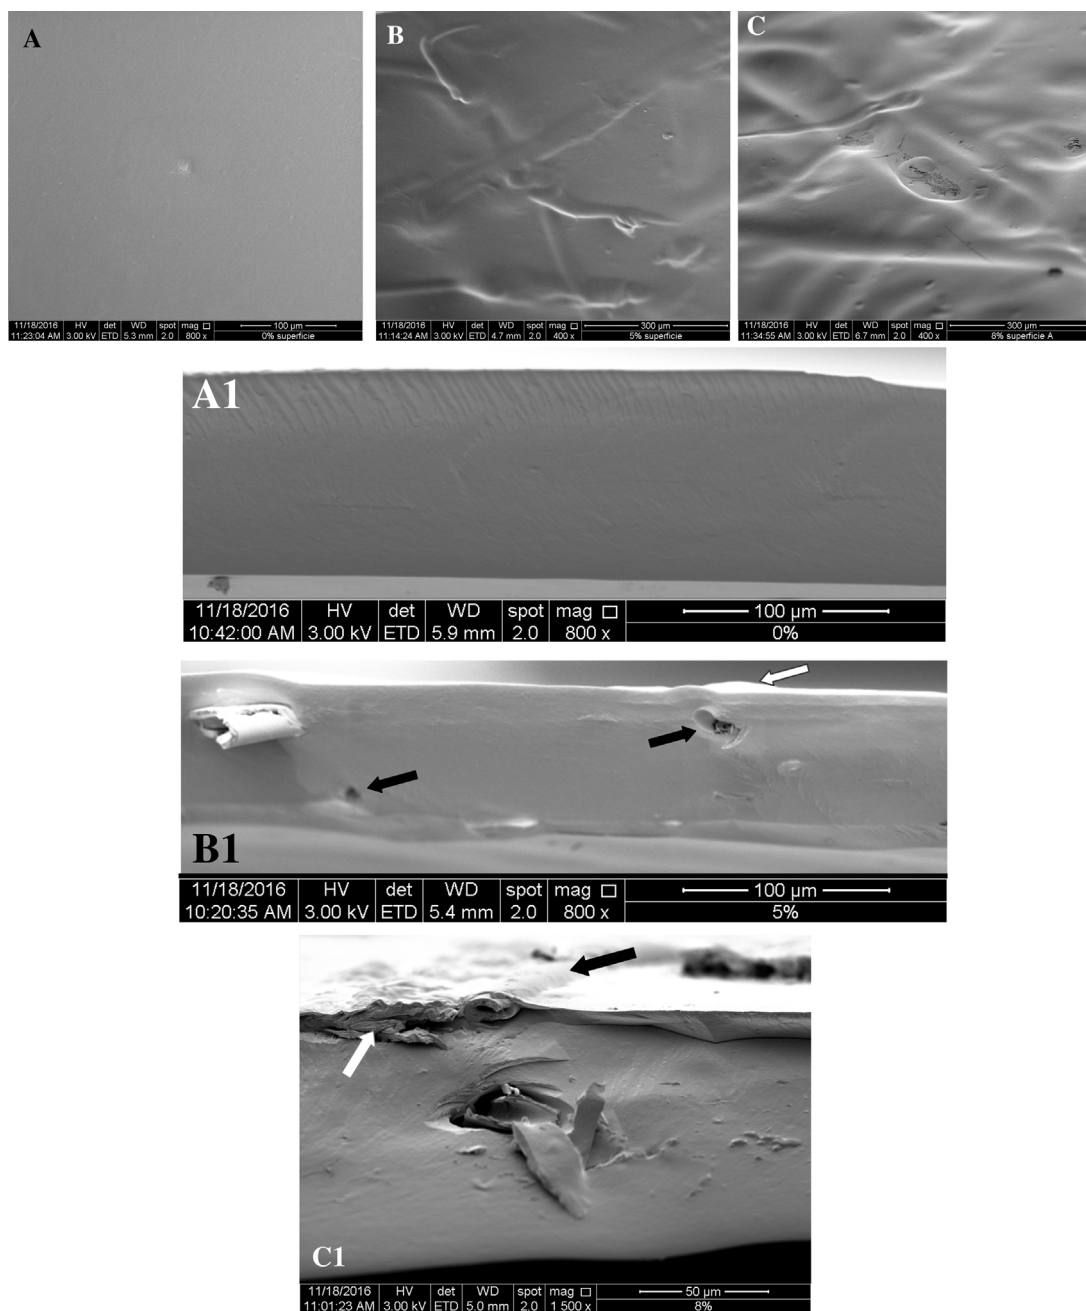 A
11/18/2016 HV det WD spot mag □ 100 µm
11:23:04 AM 3.00 kV ETD 5.3 mm 2.0 800 x 0% superficie
B
11/18/2016 HV det WD spot mag □ 300 µm
11:14:24 AM 3.00 kV ETD 4.7 mm 2.0 400 x 5% superficie
C
11/18/2016 HV det WD spot mag □ 300 µm
11:34:55 AM 3.00 kV ETD 6.7 mm 2.0 400 x 8% superficie A
A1
11/18/2016 HV det WD spot mag □ 100 µm
10:42:00 AM 3.00 kV ETD 5.9 mm 2.0 800 x 0%
B1
11/18/2016 HV det WD spot mag □ 100 µm
10:20:35 AM 3.00 kV ETD 5.4 mm 2.0 800 x 5%
C1
11/18/2016 HV det WD spot mag □ 50 µm
11:01:23 AM 3.00 kV ETD 5.0 mm 2.0 1 500 x 8%